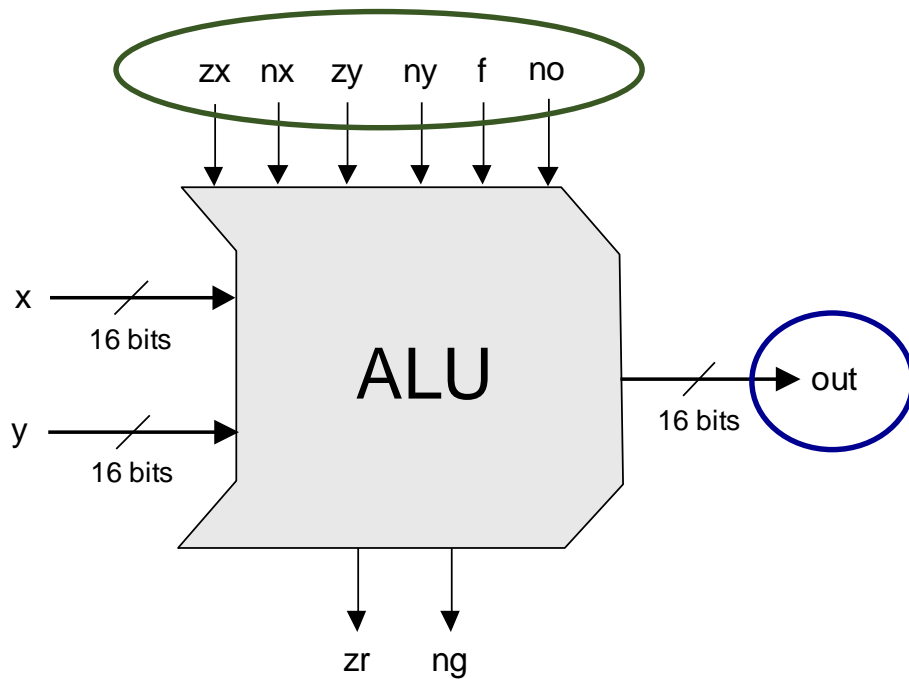 zx nx zy ny f no
x
16 bits
ALU
out
16 bits
y
16 bits
zr ng